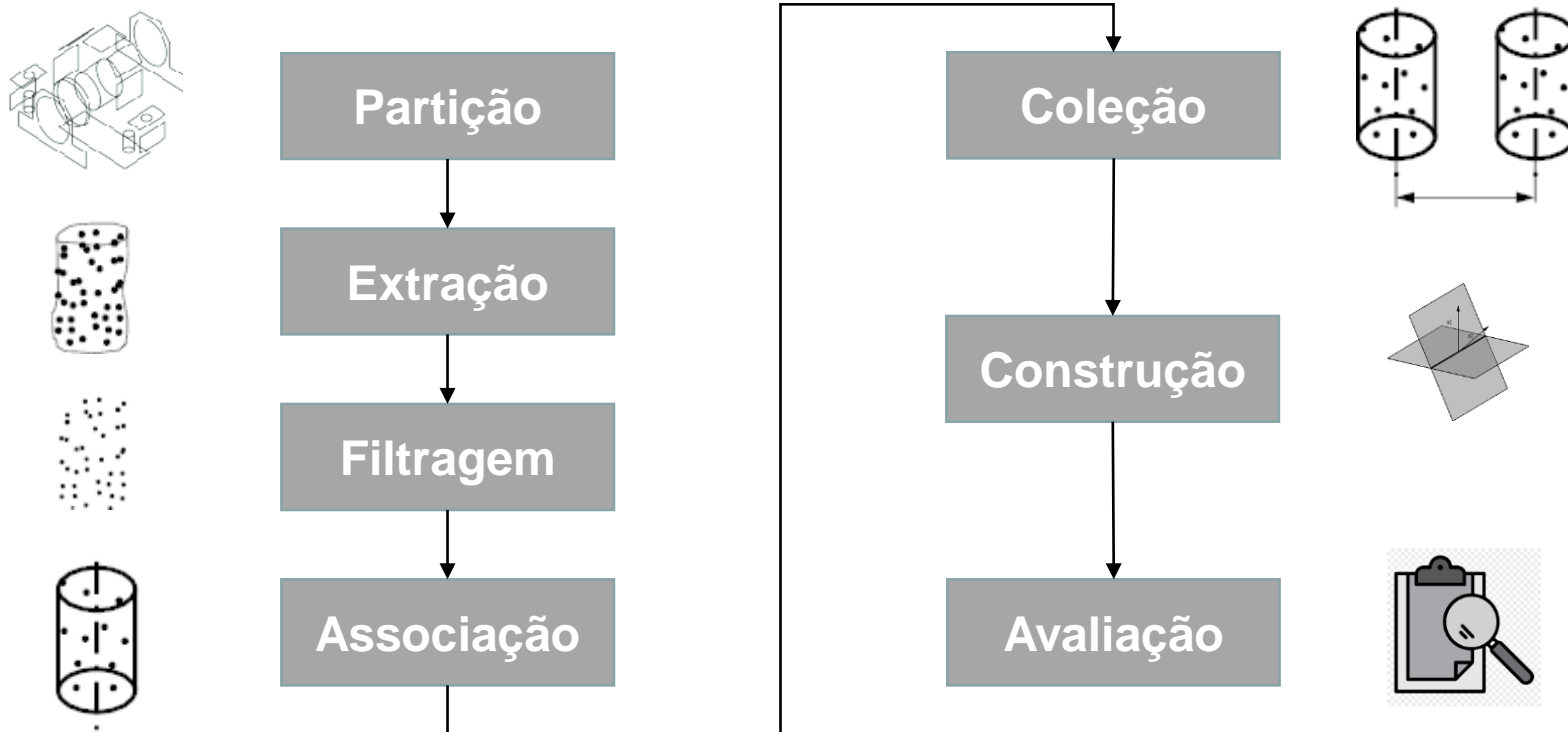 Partição
Extração
Filtragem
Associação
Coleção
Construção
Avaliação